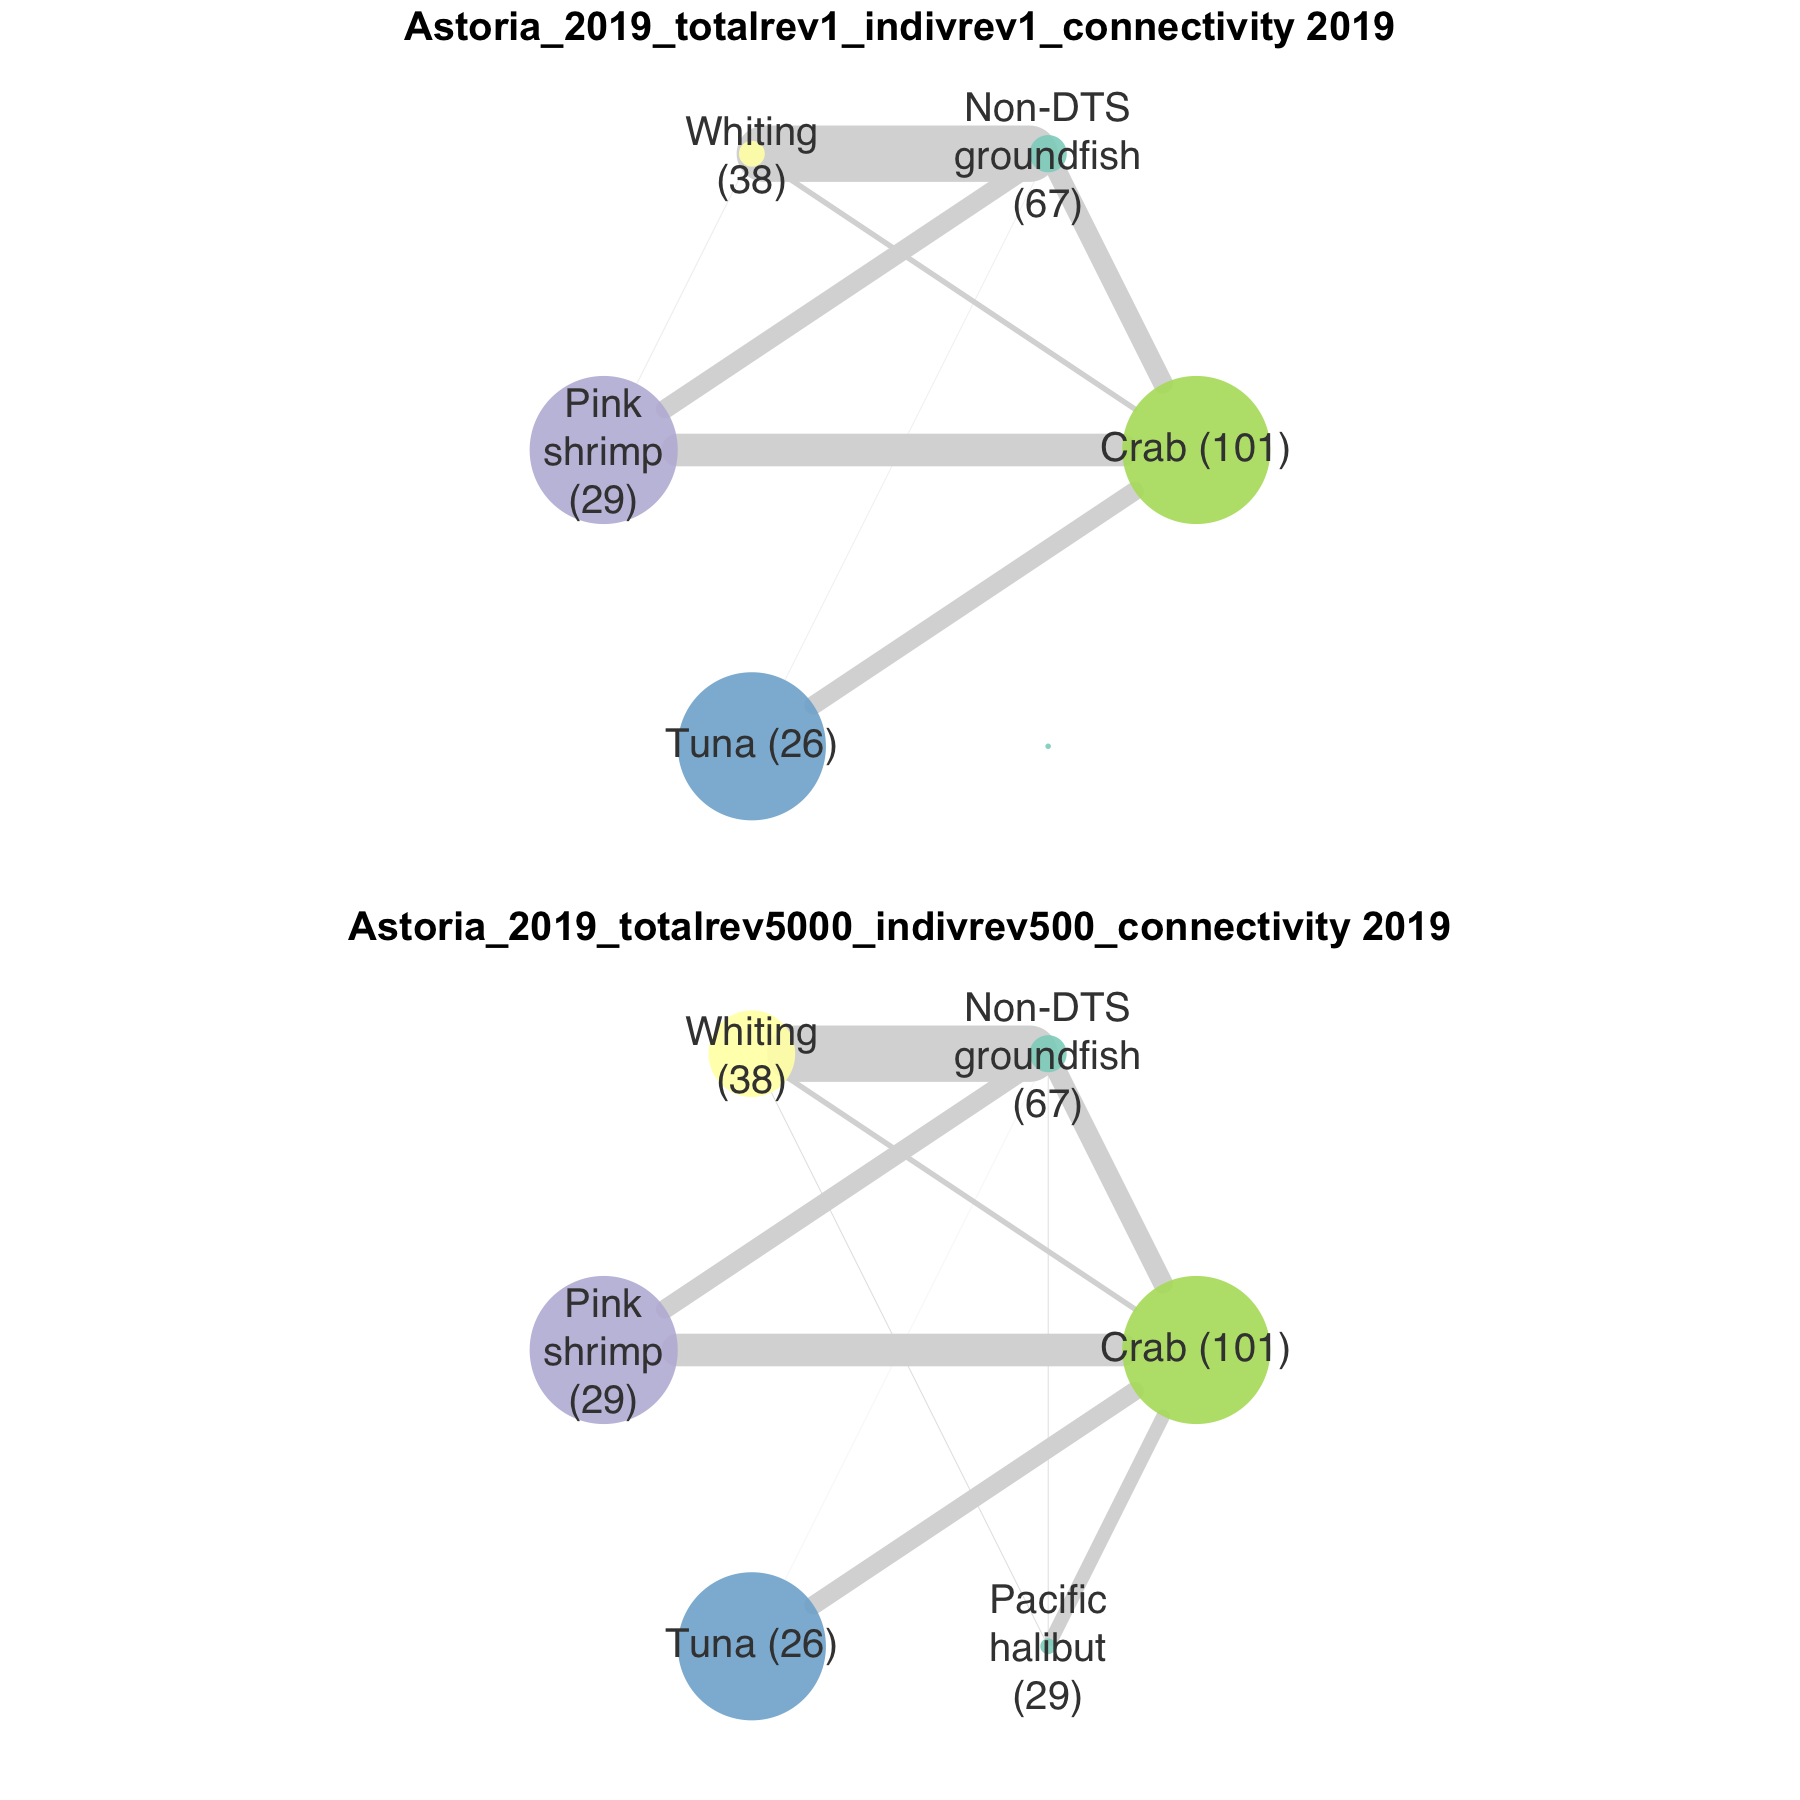 Astoria_2019_totalrev1_indivrev1_connectivity 2019
Whiting
(38)
Non-DTS
groundfish
(67)
Pink
shrimp
(29)
Crab (101)
Tuna (26)
Astoria_2019_totalrev5000_indivrev500_connectivity 2019
Whiting
(38)
Non-DTS
groundfish
(67)
Pink
shrimp
(29)
Crab (101)
Tuna (26)
Pacific
halibut
(29)